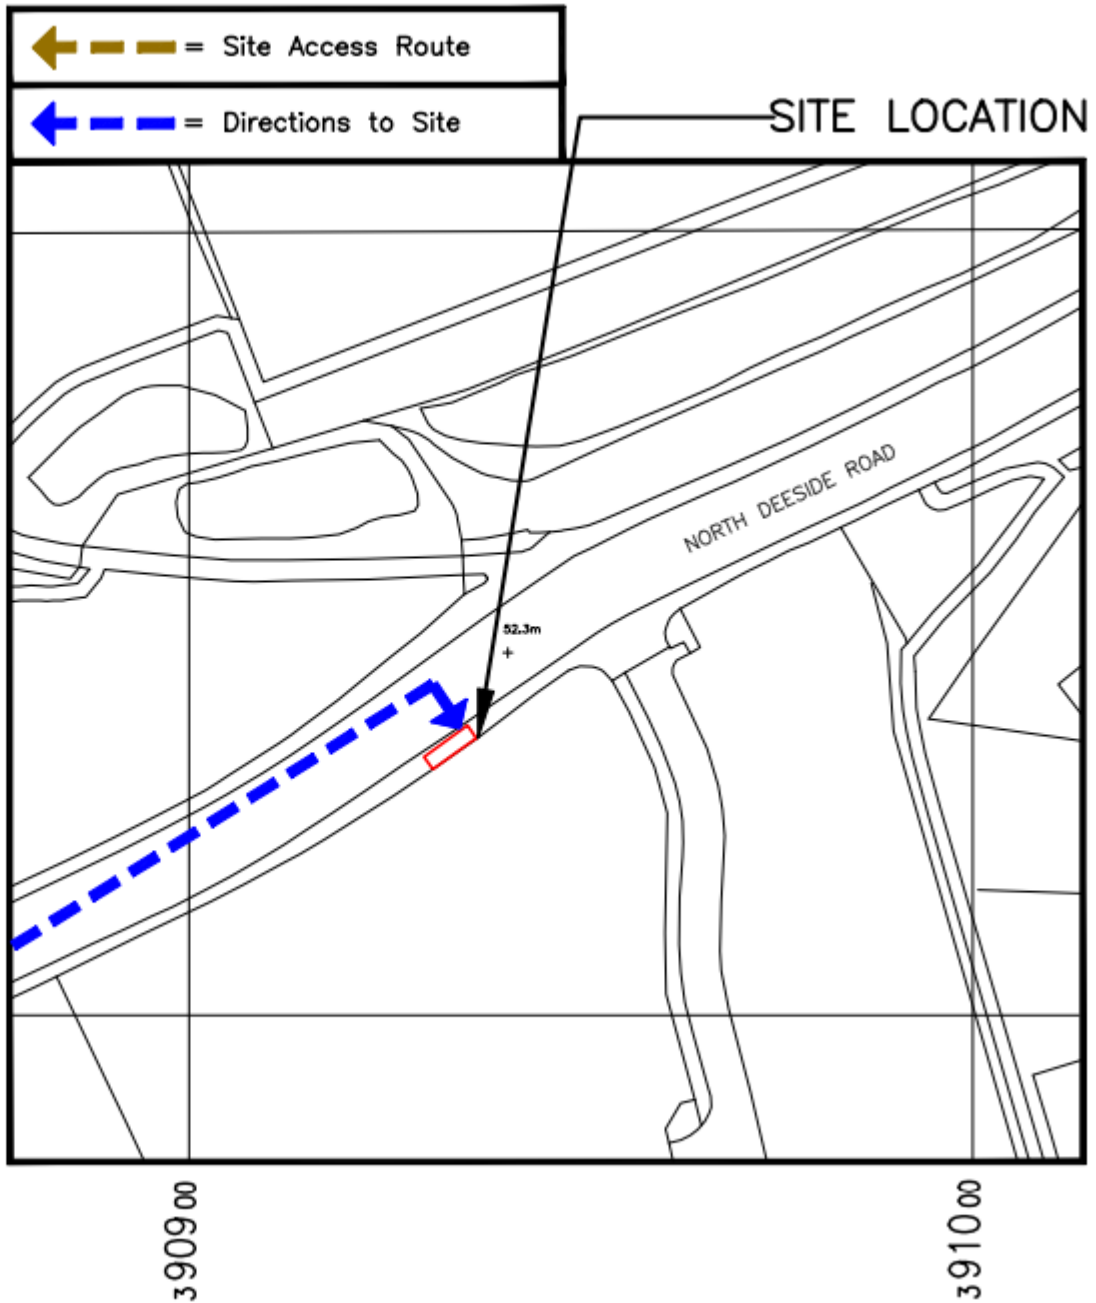 = Site Access Route
= Directions to Site
SITE LOCATION
NORTH DEESIDE ROAD
52.3m
390900
391000